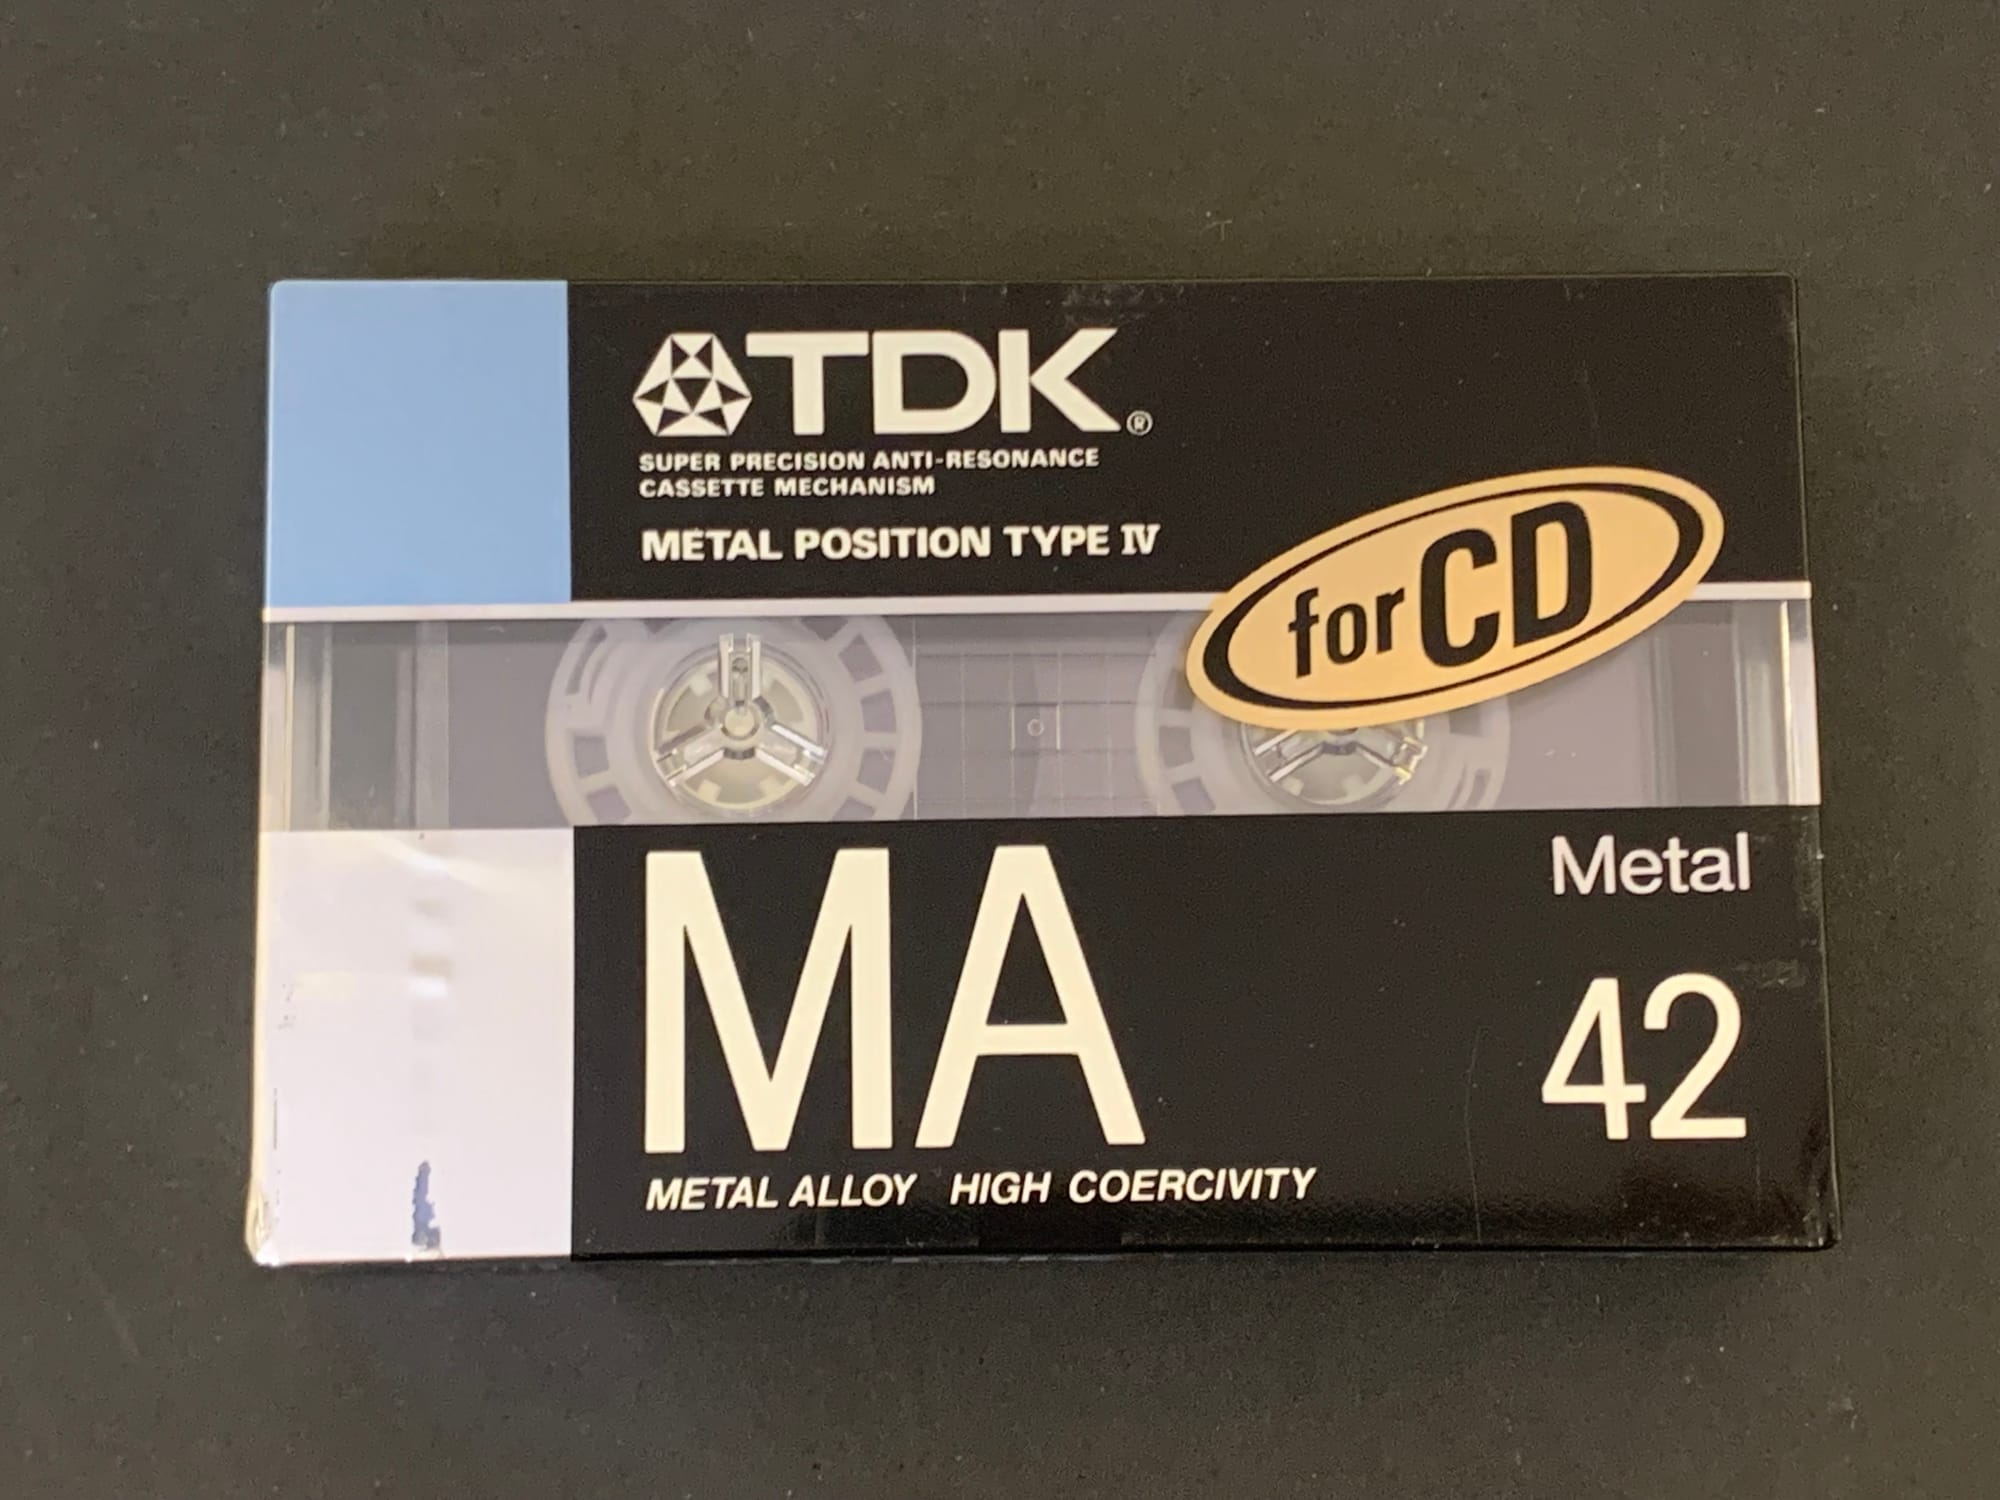 TDK®
SUPER PRECISION ANTI-RESONANCE
CASSETTE MECHANISM
METAL POSITION TYPE IV
for CD
MA
Metal
42
METAL ALLOY HIGH COERCIVITY